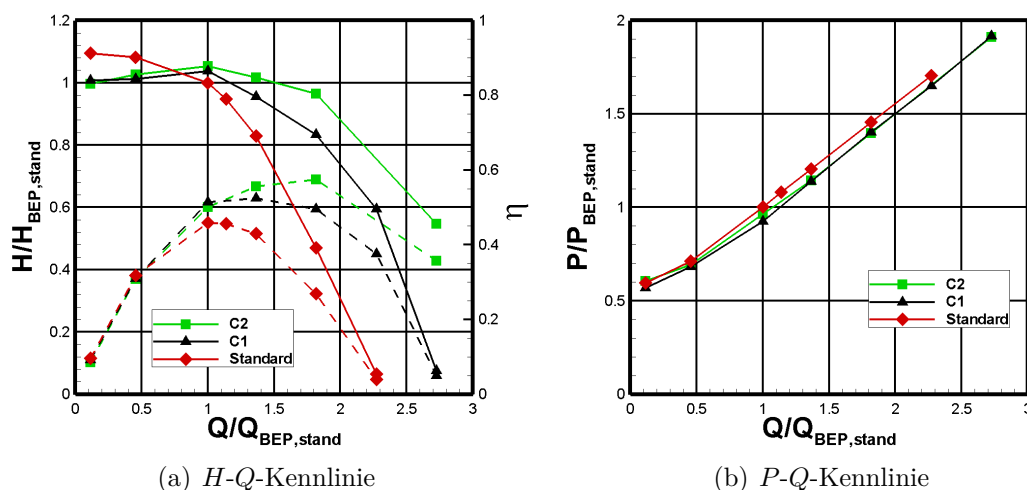 1.2
1
0.8
0.6
0.4
0.2
0
H/H_BEP,stand
1
0.8
0.6
0.4
0.2
0
η
0 0.5 1 1.5 2 2.5 3
Q/Q_BEP,stand
C2
C1
Standard
(a) H-Q-Kennlinie
2
1.5
1
0.5
0
P/P_BEP,stand
0 0.5 1 1.5 2 2.5 3
Q/Q_BEP,stand
C2
C1
Standard
(b) P-Q-Kennlinie